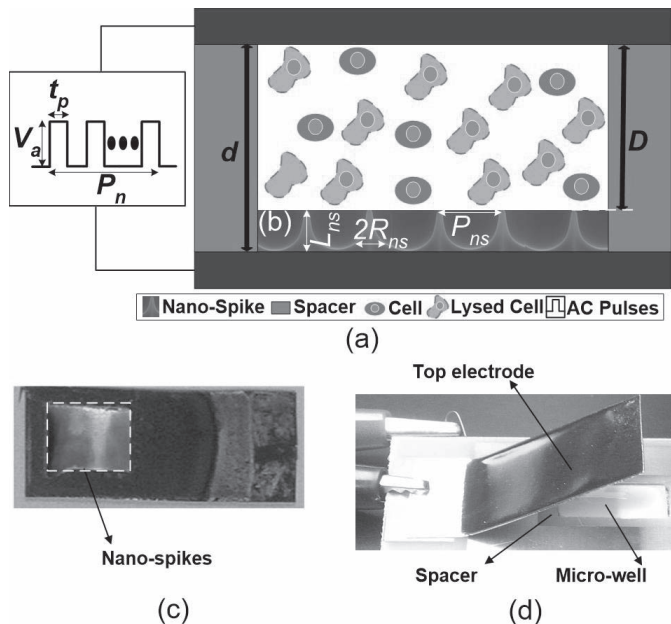 t_p
V_a
P_n
d
D
(b)
L_ns
2R_ns
P_ns
Nano-Spike Spacer Cell Lysed Cell AC Pulses
(a)
Top electrode
Nano-spikes
Spacer
Micro-well
(c)
(d)